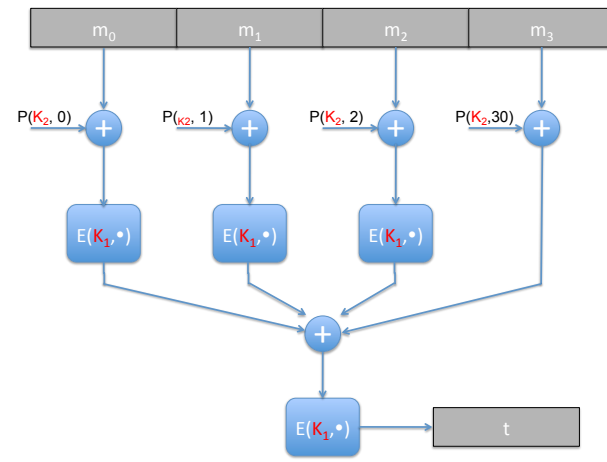 m₀ m₁ m₂ m₃
P(K₂, 0) P(K2, 1) P(K₂, 2) P(K₂,30)
E(K₁,•) E(K₁,•) E(K₁,•)
E(K₁,•) t